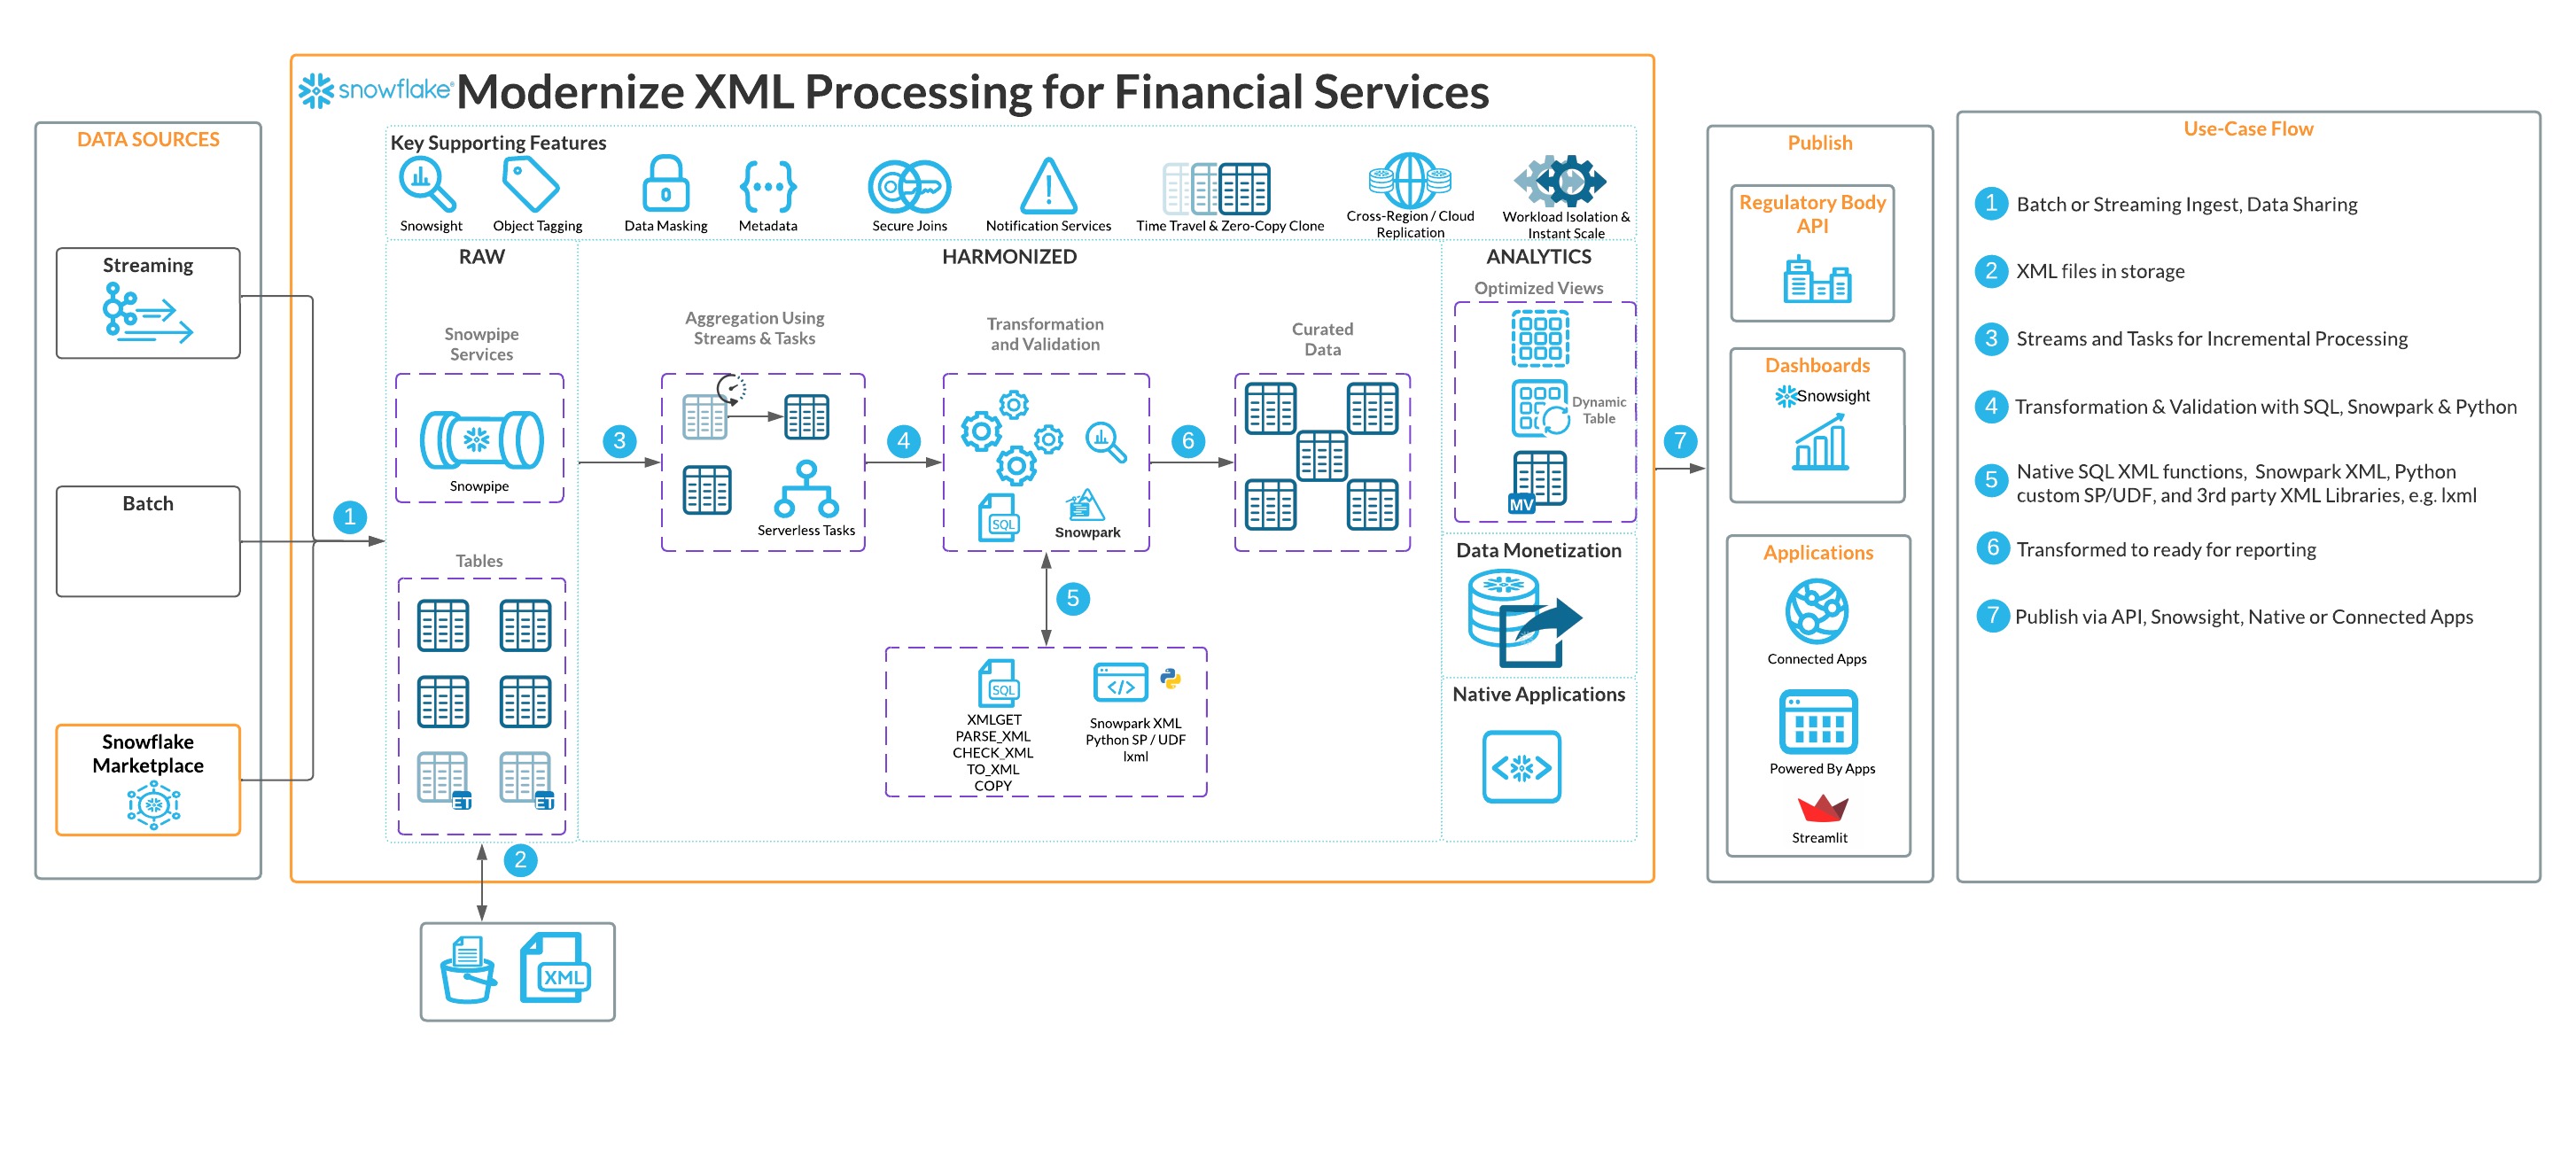 snowflake®
Modernize XML Processing for Financial Services
DATA SOURCES
Streaming
Batch
Snowflake
Marketplace
1
Key Supporting Features
Snowsight
Object Tagging
Data Masking
Metadata
Secure Joins
Notification Services
Time Travel & Zero-Copy Clone
Cross-Region / Cloud
Replication
Workload Isolation &
Instant Scale
RAW
Snowpipe
Services
Snowpipe
Tables
ET
ET
2
XML
HARMONIZED
3
Aggregation Using
Streams & Tasks
Serverless Tasks
4
Transformation
and Validation
SQL
Snowpark
5
SQL
XMLGET
PARSE_XML
CHECK_XML
TO_XML
COPY
Snowpark XML
Python SP / UDF
lxml
6
Curated
Data
ANALYTICS
Optimized Views
Dynamic
Table
MV
Data Monetization
Native Applications
7
Publish
Regulatory Body
API
Dashboards
Snowsight
Applications
Connected Apps
Powered By Apps
Streamlit
Use-Case Flow
1 Batch or Streaming Ingest, Data Sharing
2 XML files in storage
3 Streams and Tasks for Incremental Processing
4 Transformation & Validation with SQL, Snowpark & Python
5 Native SQL XML functions, Snowpark XML, Python
custom SP/UDF, and 3rd party XML Libraries, e.g. lxml
6 Transformed to ready for reporting
7 Publish via API, Snowsight, Native or Connected Apps